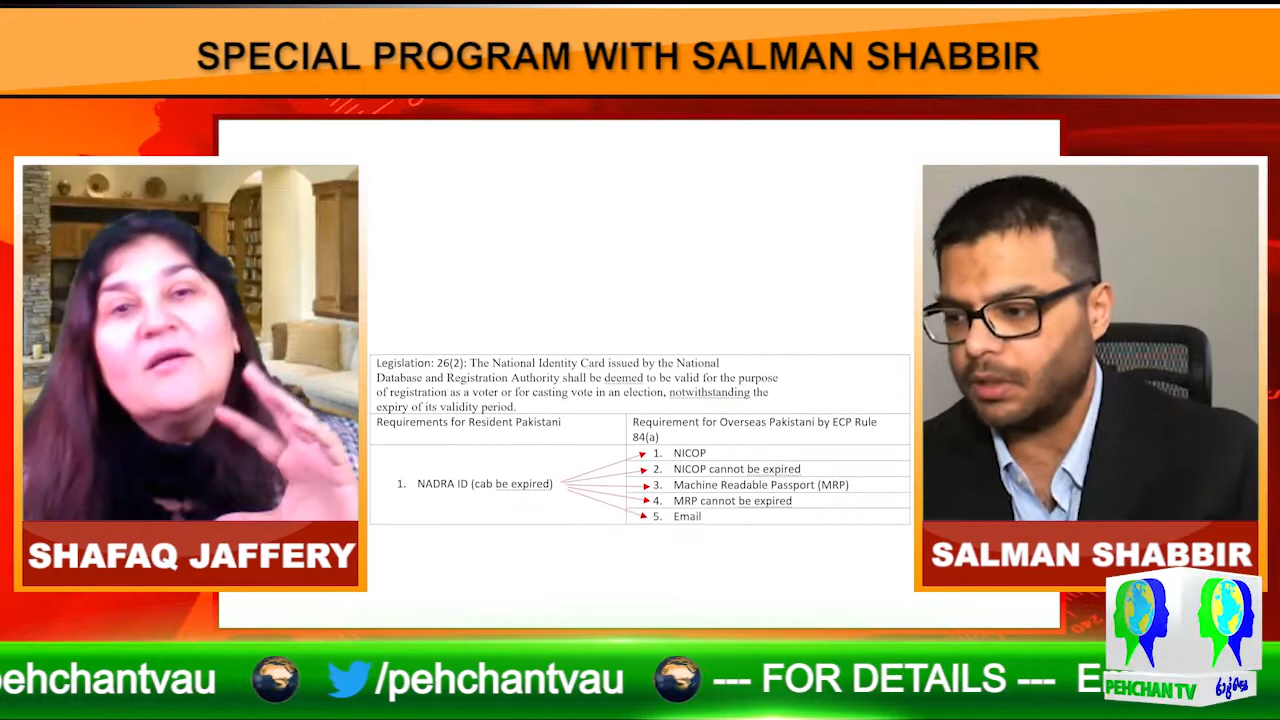 SPECIAL PROGRAM WITH SALMAN SHABBIR
Legislation: 26(2): The National Identity Card issued by the National
Database and Registration Authority shall be deemed to be valid for the purpose
of registration as a voter or for casting vote in an election, notwithstanding the
expiry of its validity period.
Requirements for Resident Pakistani
Requirement for Overseas Pakistani by ECP Rule
84(a)
1. NADRA ID (cab be expired)
1. NICOP
2. NICOP cannot be expired
3. Machine Readable Passport (MRP)
4. MRP cannot be expired
5. Email
SHAFAQ JAFFERY
SALMAN SHABBIR
pehchantvau
/pehchantvau
--- FOR DETAILS ---
PEHCHAN TV
240